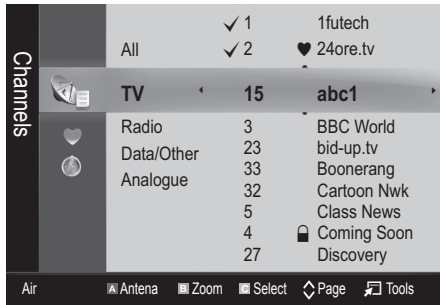 Channels
1 1futech
All 2 24ore.tv
TV 15 abc1
Radio 3 BBC World
Data/Other 23 bid-up.tv
Analogue 33 Boonerang
32 Cartoon Nwk
5 Class News
4 Coming Soon
27 Discovery
Air A Antena B Zoom C Select Page Tools